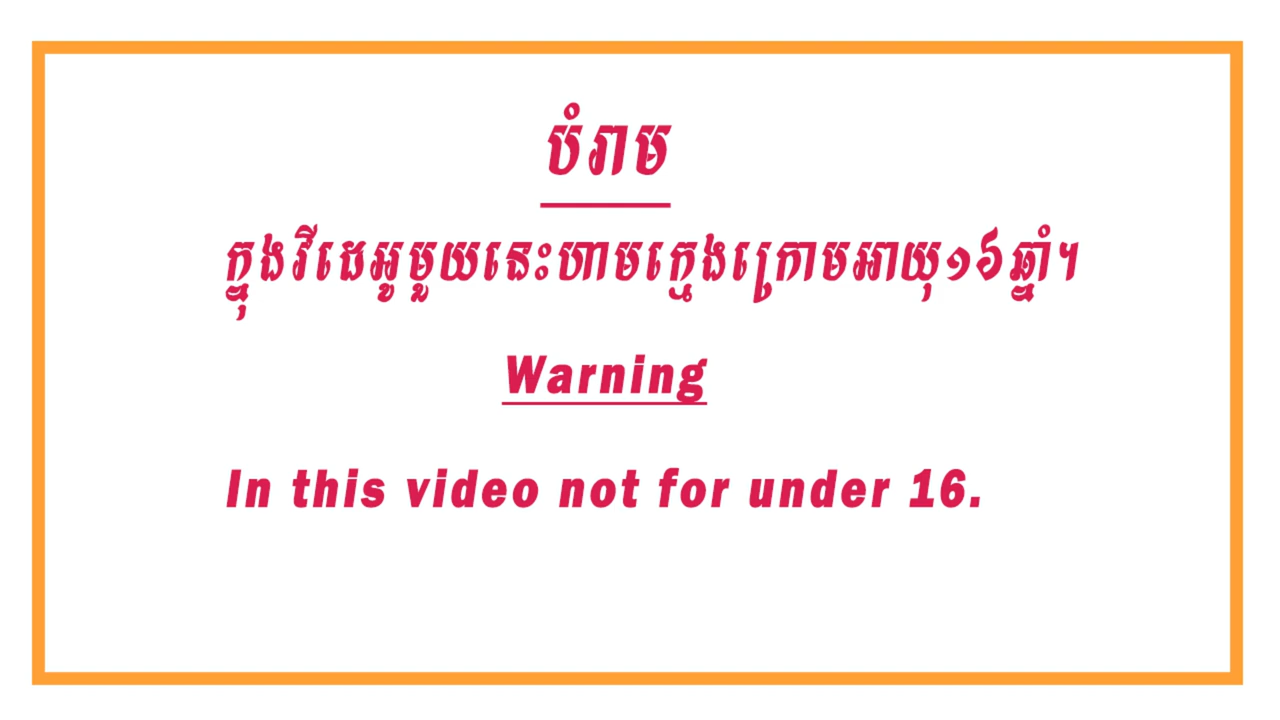 បំរាម
ក្នុងវីដេអូមួយនេះហាមក្មេងក្រោមអាយុ១៦ឆ្នាំ។
Warning
In this video not for under 16.